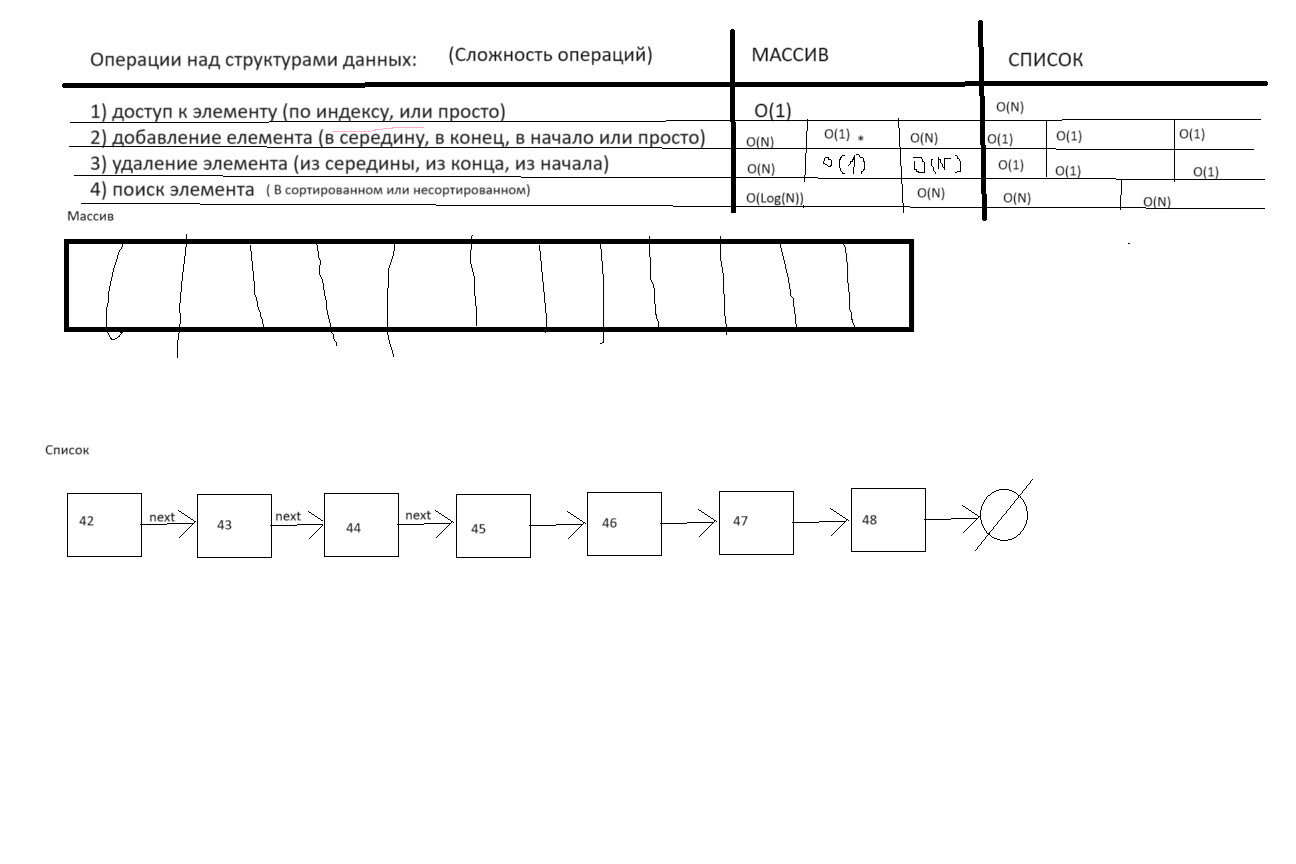 Операции над структурами данных: (Сложность операций) МАССИВ СПИСОК
1) доступ к элементу (по индексу, или просто) O(1) O(N)
2) добавление елемента (в середину, в конец, в начало или просто) O(N) O(1) * O(N) O(1) O(1) O(1)
3) удаление элемента (из середины, из конца, из начала) O(N) O(1) O(N) O(1) O(1) O(1)
4) поиск элемента ( В сортированном или несортированном) O(Log(N)) O(N) O(N) O(N)
Массив
Список
42 next 43 next 44 next 45 46 47 48